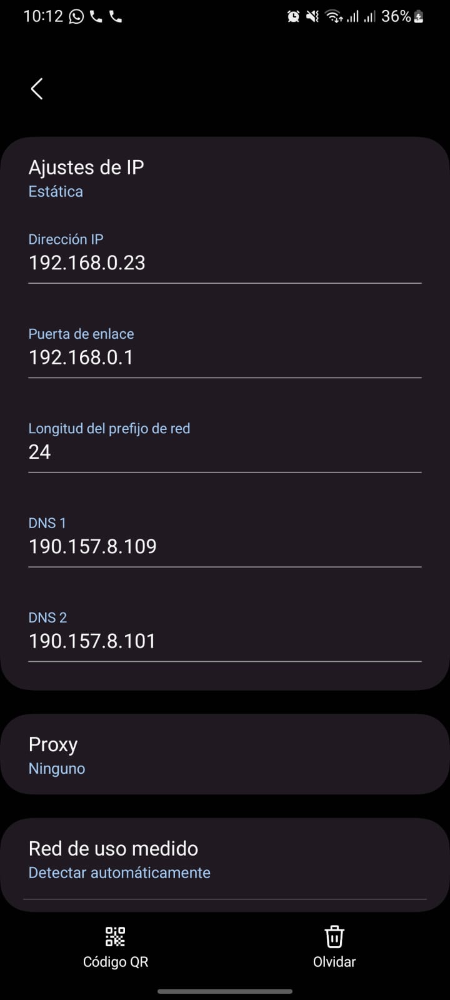 10:12 36%
Ajustes de IP
Estática
Dirección IP
192.168.0.23
Puerta de enlace
192.168.0.1
Longitud del prefijo de red
24
DNS 1
190.157.8.109
DNS 2
190.157.8.101
Proxy
Ninguno
Red de uso medido
Detectar automáticamente
Código QR Olvidar